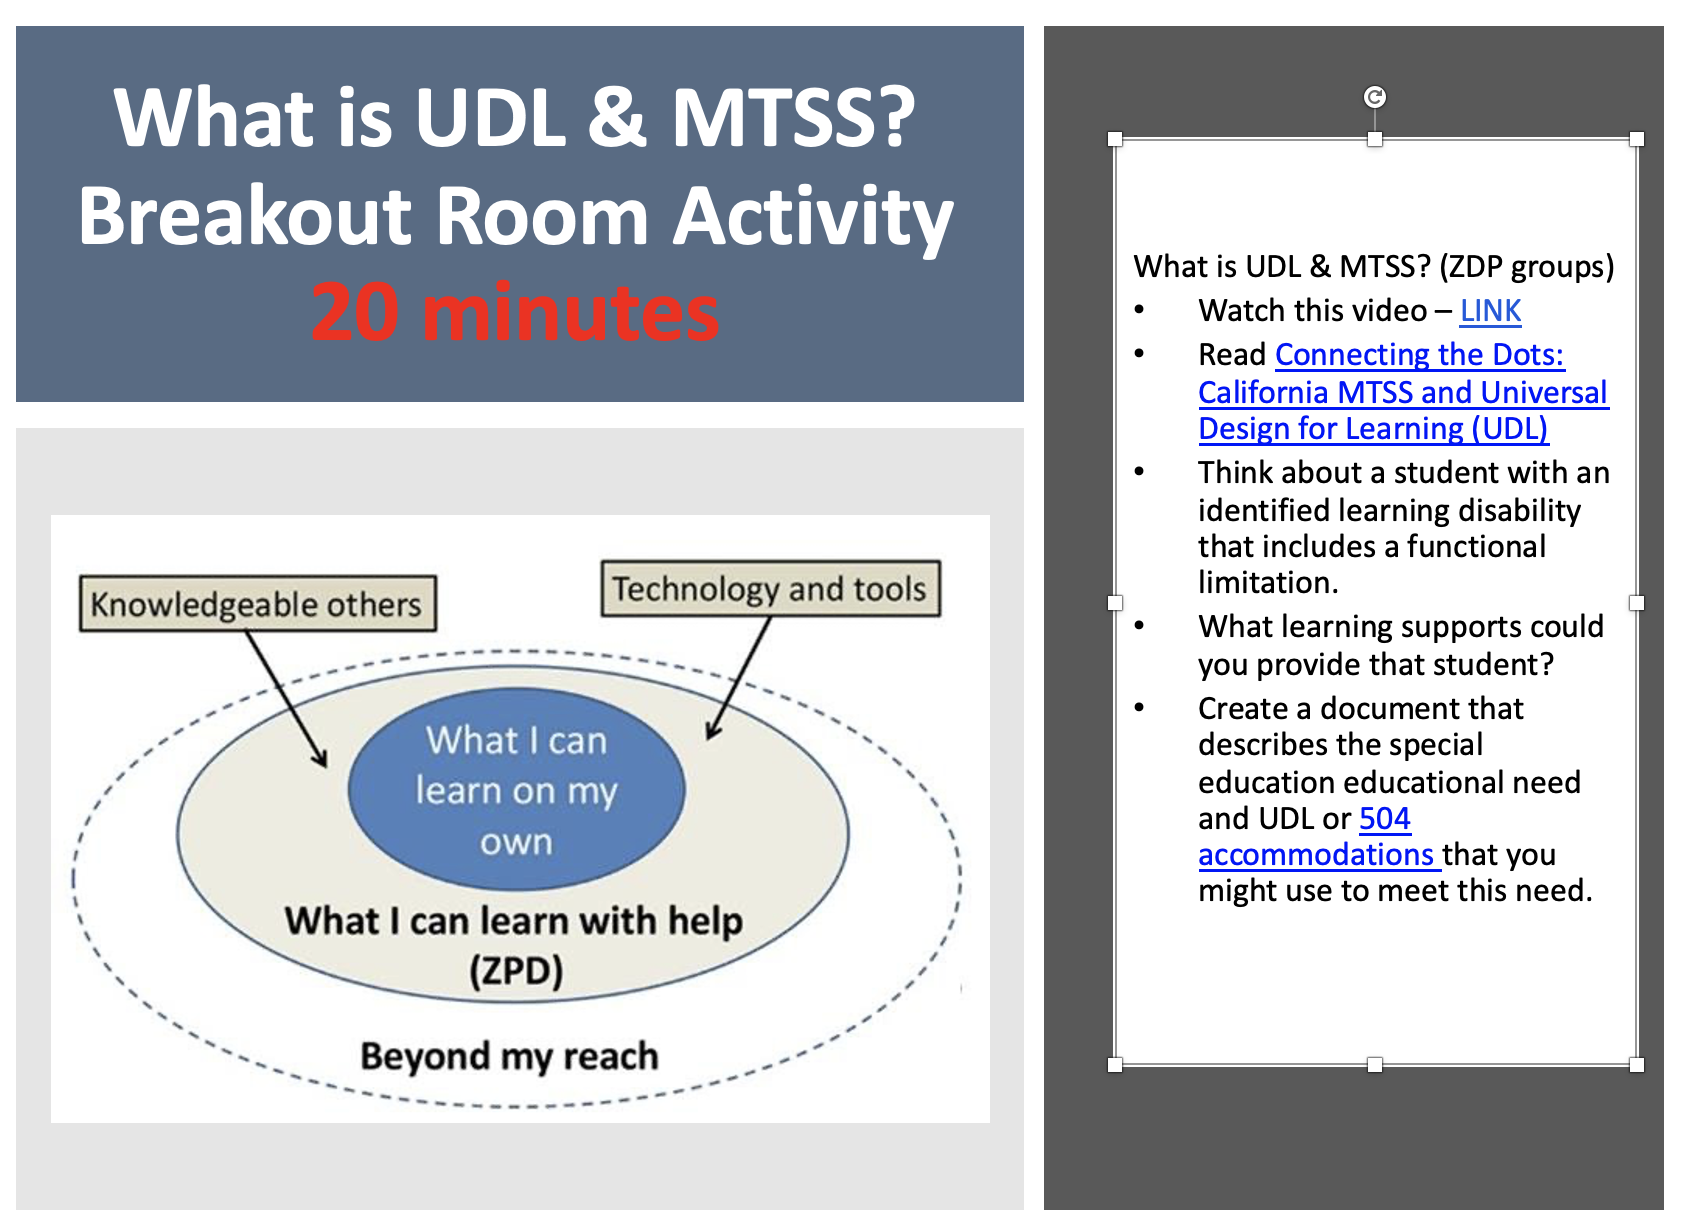 What is UDL & MTSS?
Breakout Room Activity
20 minutes
Knowledgeable others
Technology and tools
What I can
learn on my
own
What I can learn with help
(ZPD)
Beyond my reach
What is UDL & MTSS? (ZDP groups)
• Watch this video – LINK
• Read Connecting the Dots:
California MTSS and Universal
Design for Learning (UDL)
• Think about a student with an
identified learning disability
that includes a functional
limitation.
• What learning supports could
you provide that student?
• Create a document that
describes the special
education educational need
and UDL or 504
accommodations that you
might use to meet this need.